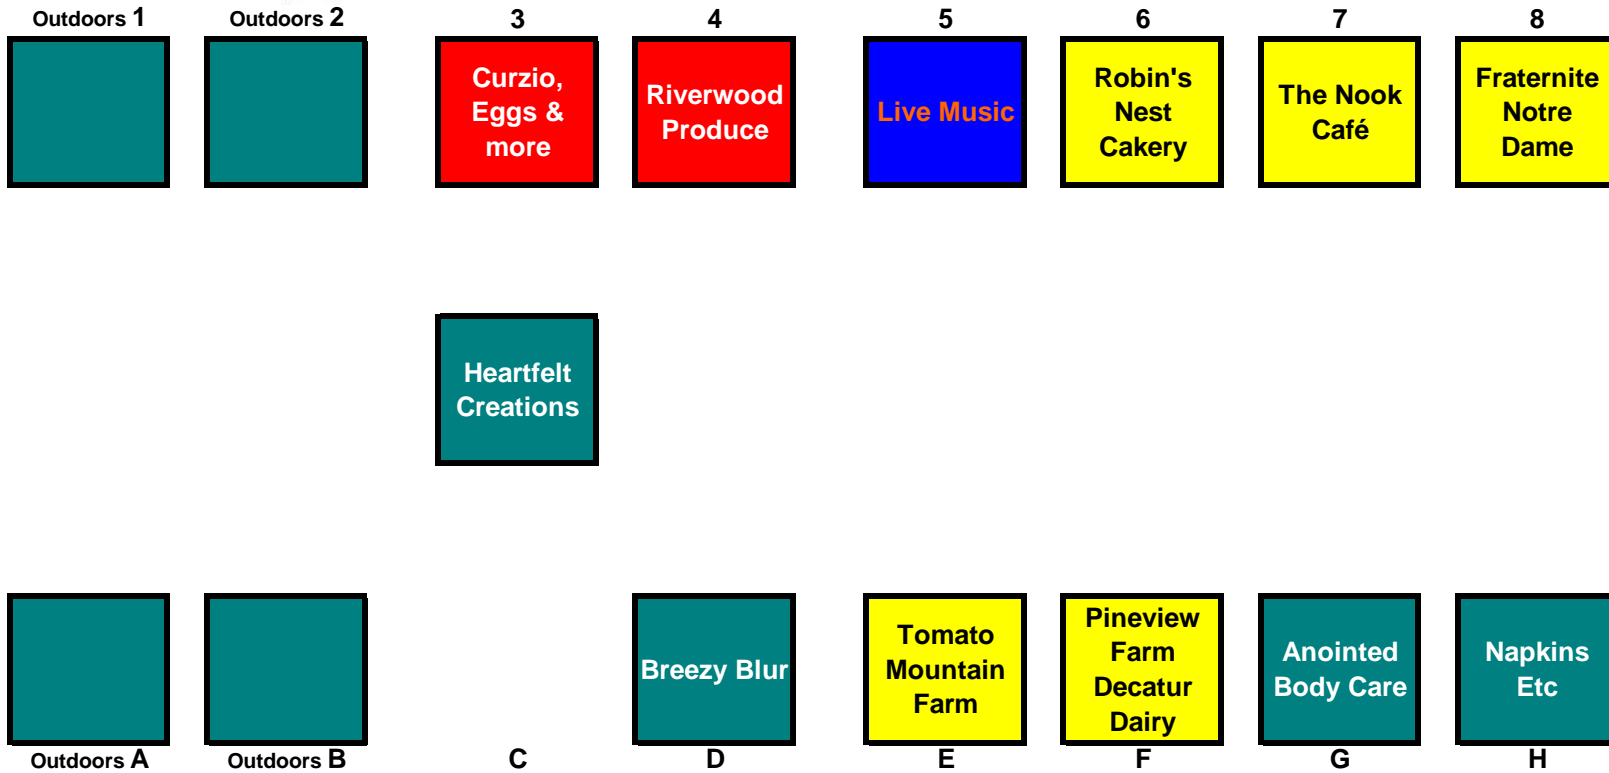 Outdoors 1
Outdoors 2
3
4
5
6
7
8
Curzio,
Eggs &
more
Riverwood
Produce
Live Music
Robin's
Nest
Cakery
The Nook
Café
Fraternite
Notre
Dame
Heartfelt
Creations
Breezy Blur
Tomato
Mountain
Farm
Pineview
Farm
Decatur
Dairy
Anointed
Body Care
Napkins
Etc
Outdoors A
Outdoors B
C
D
E
F
G
H